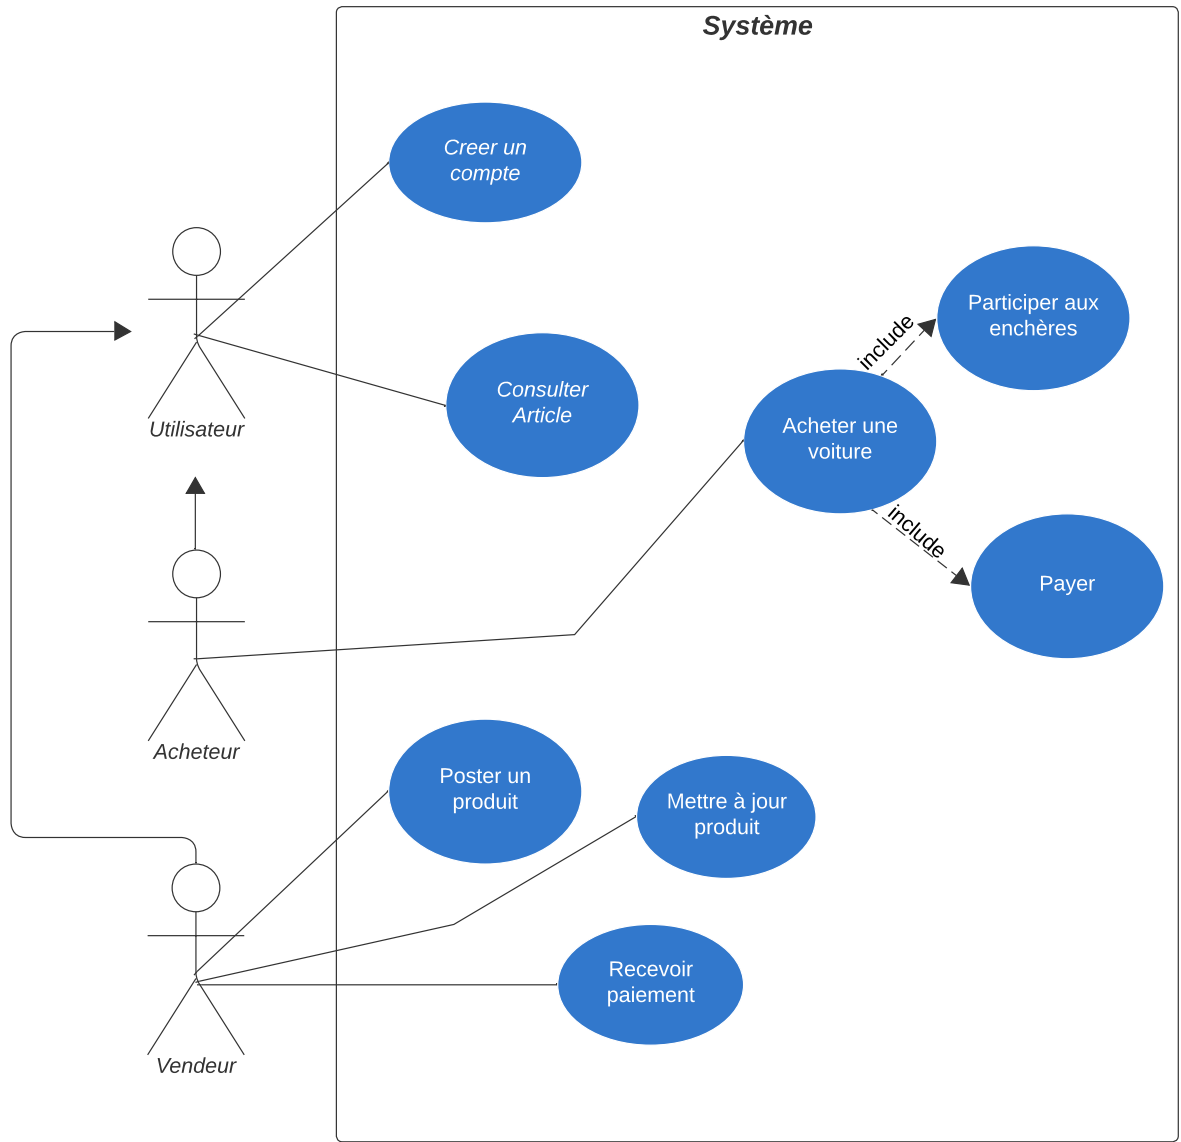 Système
Creer un
compte
Participer aux
enchères
include
Consulter
Article
Utilisateur
Acheter une
voiture
include
Payer
Acheteur
Poster un
produit
Mettre à jour
produit
Recevoir
paiement
Vendeur